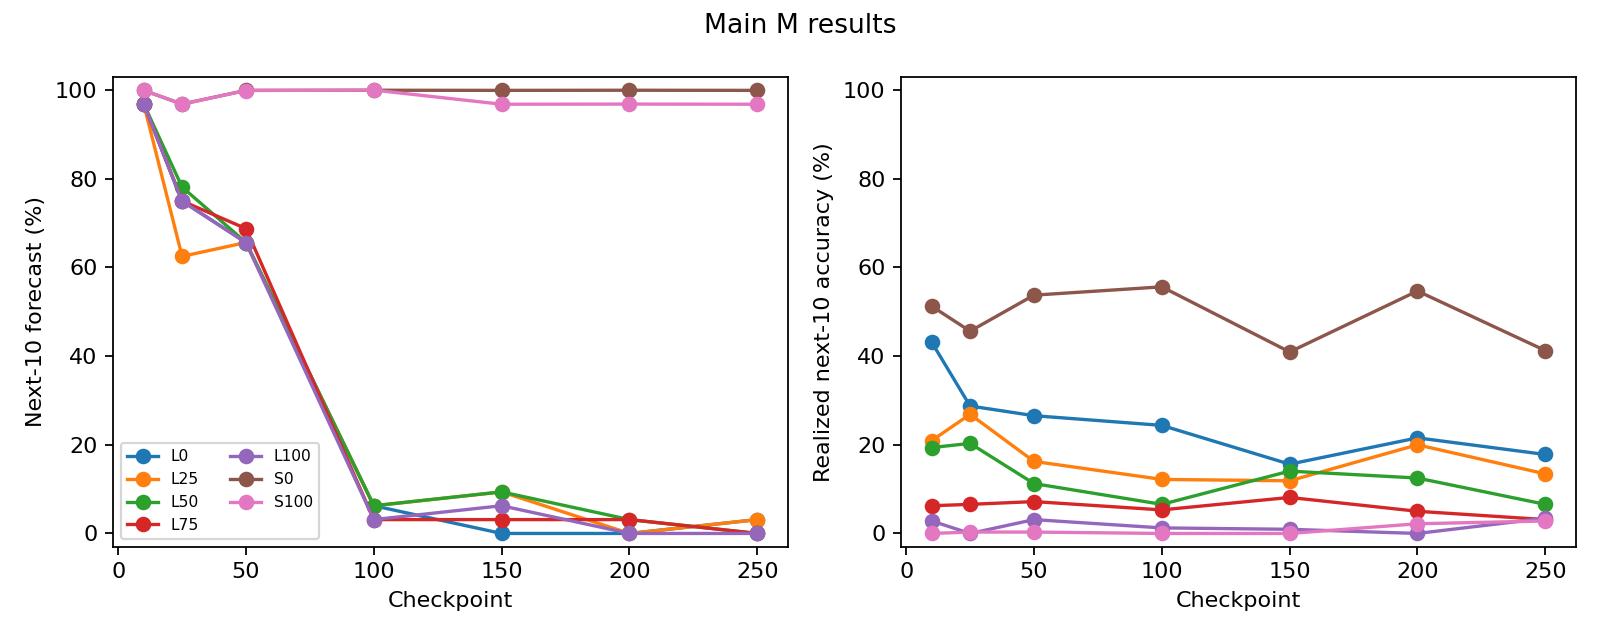 Main M results
Next-10 forecast (%)
100
80
60
40
20
0
L0
L25
L50
L75
L100
S0
S100
0 50 100 150 200 250
Checkpoint
Realized next-10 accuracy (%)
100
80
60
40
20
0
0 50 100 150 200 250
Checkpoint